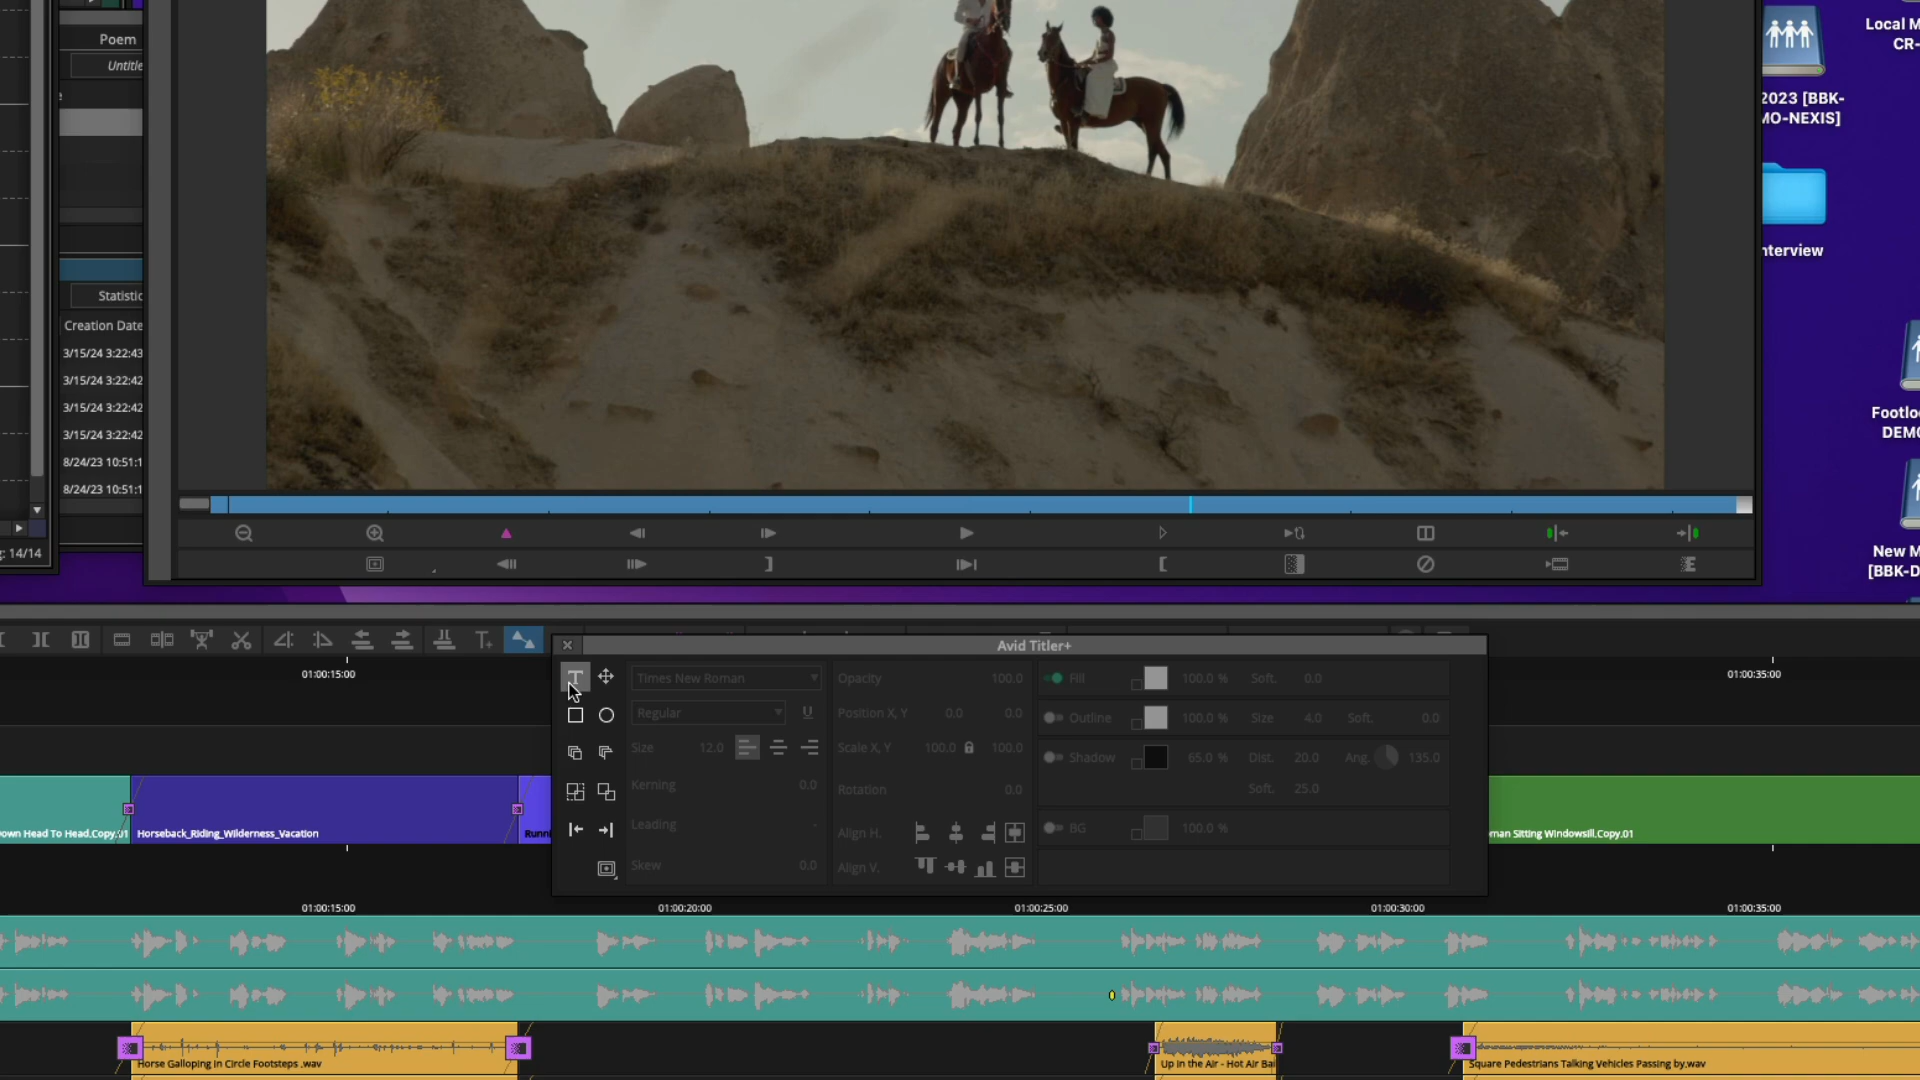 Poem
Untitle
Statistic
Creation Date
3/15/24 3:22:43
3/15/24 3:22:42
3/15/24 3:22:42
3/15/24 3:22:42
8/24/23 10:51:1
8/24/23 10:51:1
g: 14/14
Local M
CR-
2023 [BBK-
MO-NEXIS]
nterview
Footlo
DEMO
New M
[BBK-D
Avid Titler+
Times New Roman
Regular
U
Size 12.0
Kerning 0.0
Leading -
Skew 0.0
Opacity 100.0
Position X, Y 0.0 0.0
Scale X, Y 100.0 100.0
Rotation 0.0
Align H.
Align V.
Fill 100.0 % Soft. 0.0
Outline 100.0 % Size 4.0 Soft. 0.0
Shadow 65.0 % Dist. 20.0 Ang. 135.0
Soft. 25.0
BG 100.0 %
01:00:15:00
01:00:35:00
own Head To Head.Copy.01
Horseback_Riding_Wilderness_Vacation
Runni
man Sitting Windowsill.Copy.01
01:00:15:00
01:00:20:00
01:00:25:00
01:00:30:00
01:00:35:00
Horse Galloping in Circle Footsteps .wav
Up in the Air - Hot Air Bal
Square Pedestrians Talking Vehicles Passing by.wav